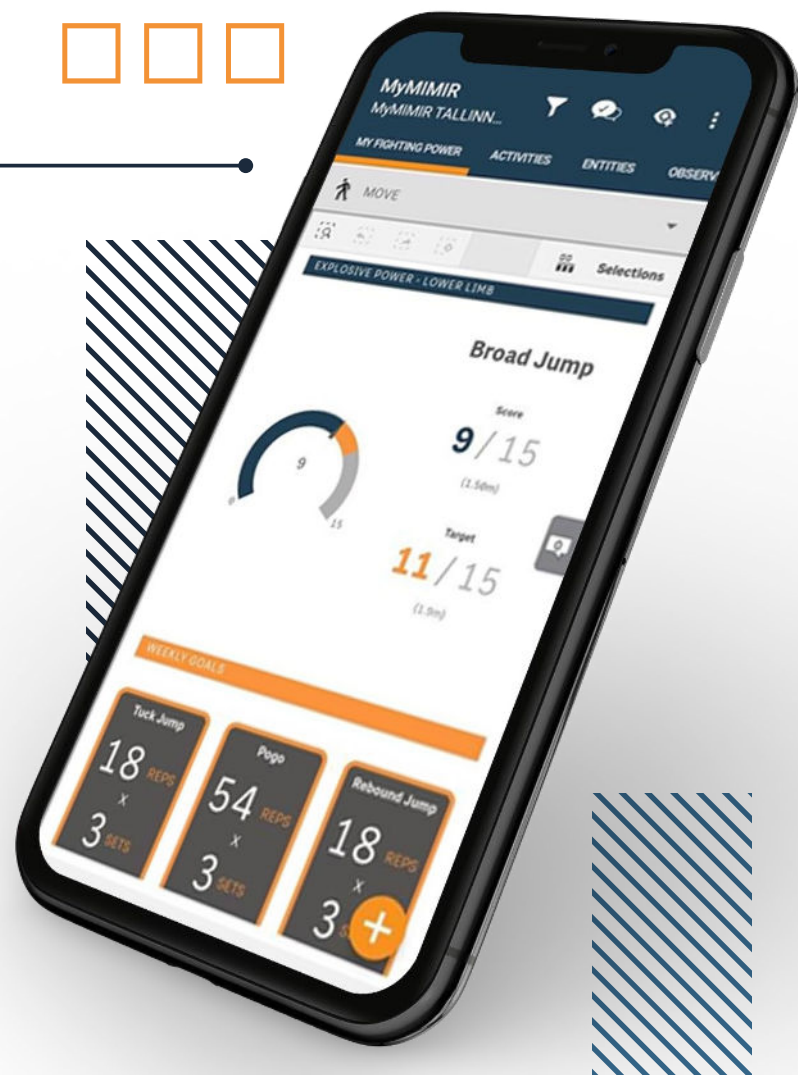 MyMIMIR
MyMIMIR TALLINN...
MY FIGHTING POWER ACTIVITIES ENTITIES OBSERV
MOVE
Selections
EXPLOSIVE POWER - LOWER LIMB
Broad Jump
Score
9 / 15
(1.50m)
9
0
15
Target
11 / 15
(1.9m)
WEEKLY GOALS
Tuck Jump
18 REPS
x
3 SETS
Pogo
54 REPS
x
3 SETS
Rebound Jump
18 REPS
x
3 S
+